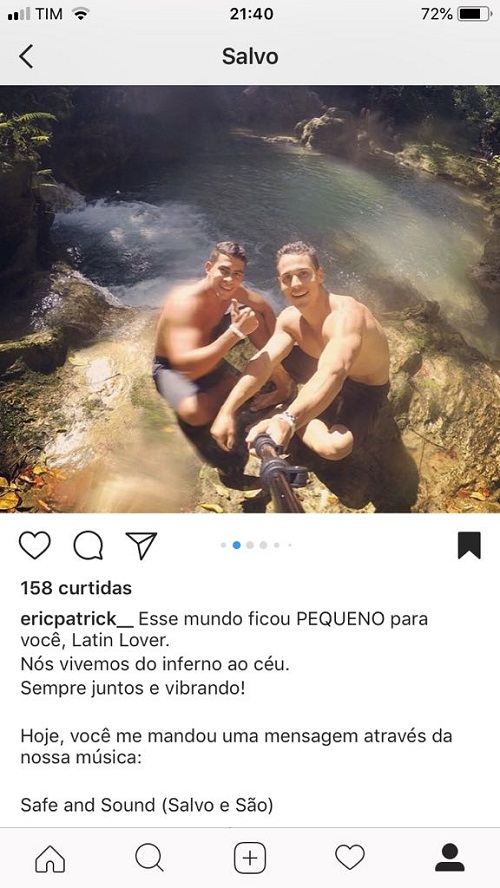 TIM 21:40 72%
Salvo
158 curtidas
ericpatrick__ Esse mundo ficou PEQUENO para
você, Latin Lover.
Nós vivemos do inferno ao céu.
Sempre juntos e vibrando!
Hoje, você me mandou uma mensagem através da
nossa música:
Safe and Sound (Salvo e São)